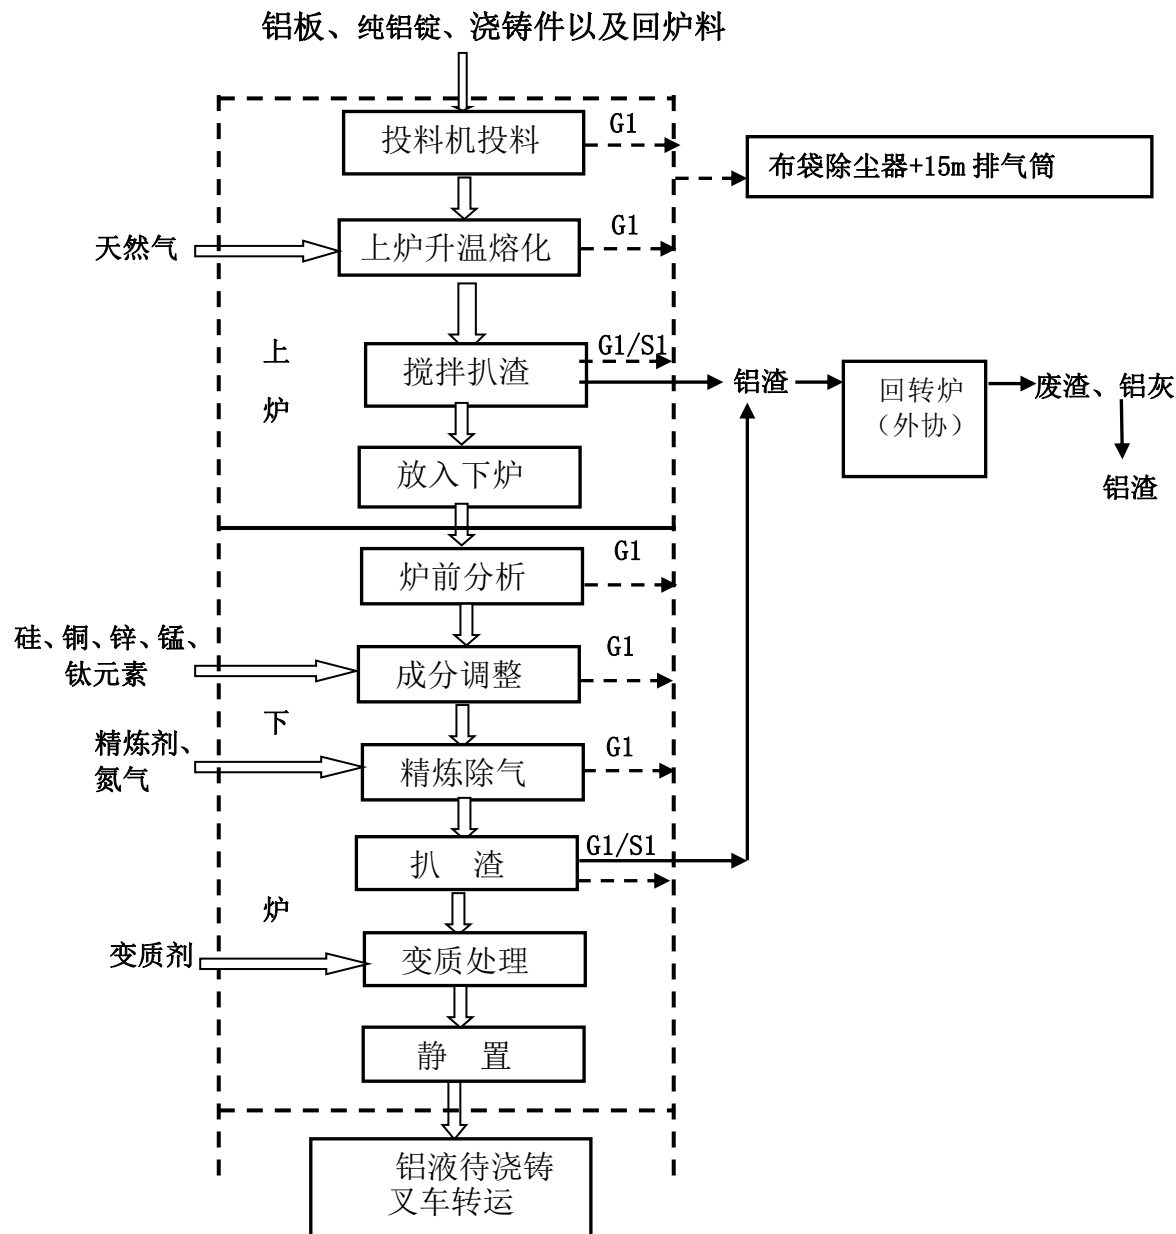 铝板、纯铝锭、浇铸件以及回炉料
投料机投料
G1
布袋除尘器+15m 排气筒
天然气
上炉升温熔化
G1
上
炉
搅拌扒渣
G1/S1
铝渣
回转炉
（外协）
废渣、铝灰
铝渣
放入下炉
炉前分析
G1
硅、铜、锌、锰、
钛元素
成分调整
G1
下
精炼剂、
氮气
精炼除气
G1
扒 渣
G1/S1
炉
变质剂
变质处理
静 置
铝液待浇铸
叉车转运